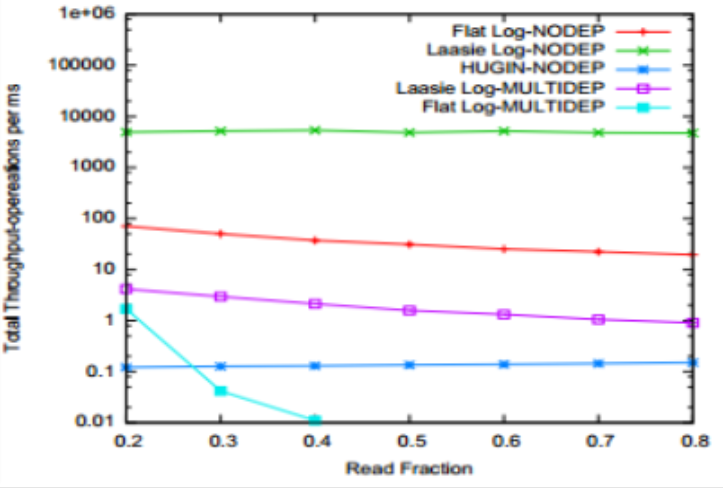 1e+06
100000
10000
1000
100
10
1
0.1
0.01
Total Throughput-opereations per ms
Flat Log-NODEP
Laasie Log-NODEP
HUGIN-NODEP
Laasie Log-MULTIDEP
Flat Log-MULTIDEP
0.2 0.3 0.4 0.5 0.6 0.7 0.8
Read Fraction